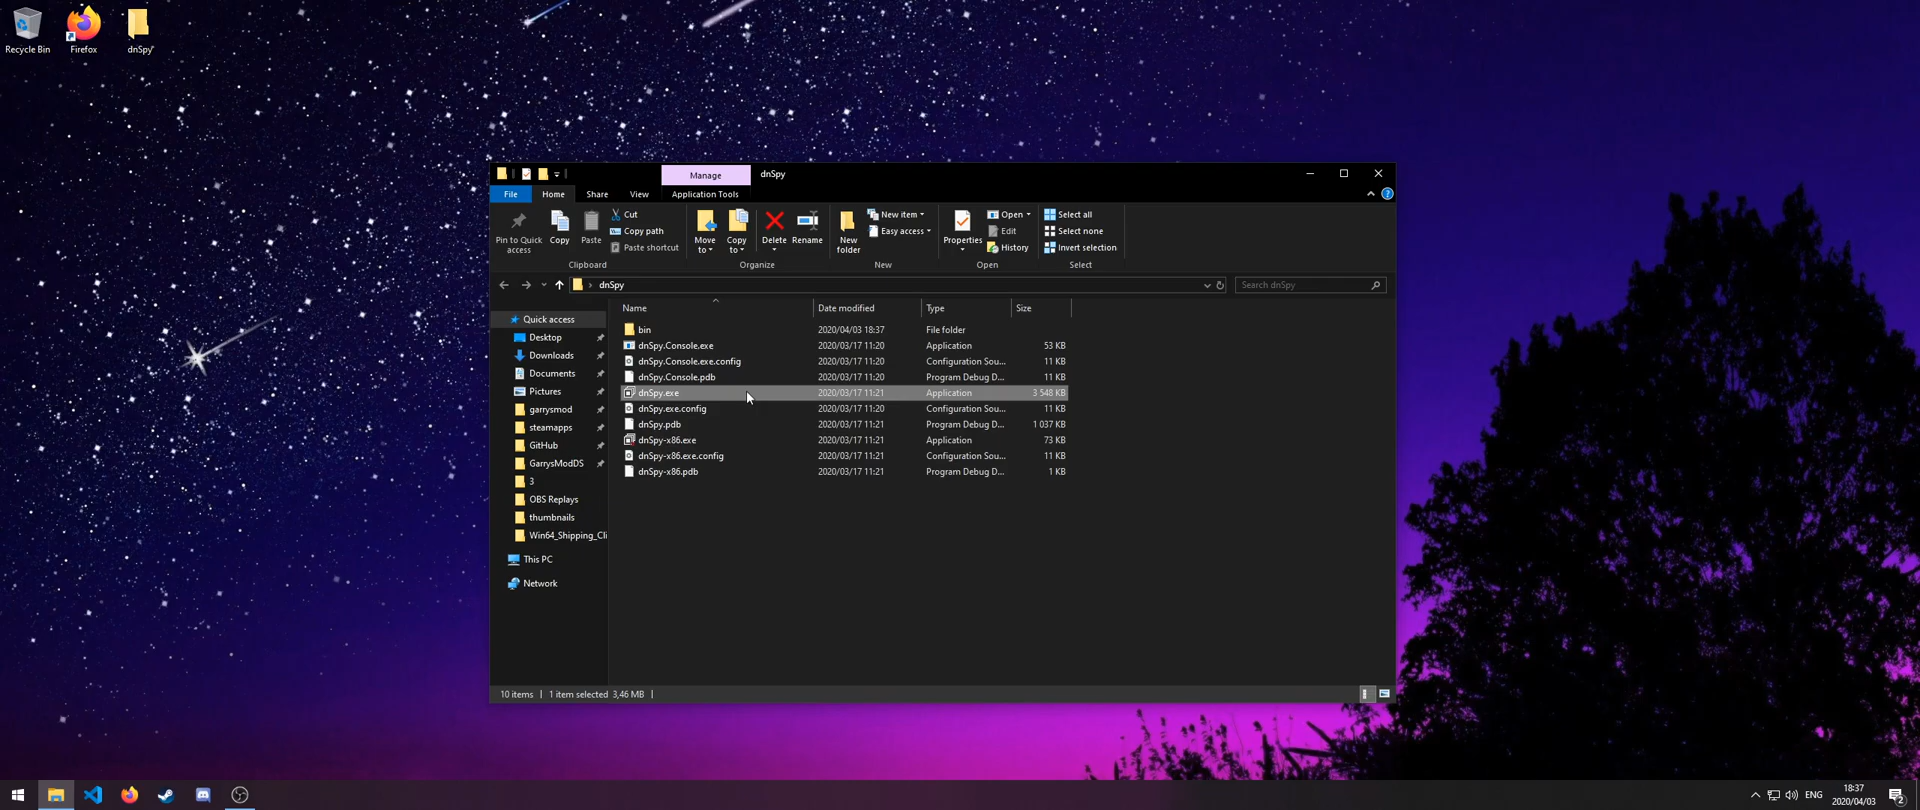 Recycle Bin
Firefox
dnSpy
Manage
dnSpy
File
Home
Share
View
Application Tools
Pin to Quick access
Copy
Paste
Cut
Copy path
Paste shortcut
Move to
Copy to
Delete
Rename
New folder
New item
Easy access
Properties
Open
Edit
History
Select all
Select none
Invert selection
Clipboard
Organize
New
Open
Select
dnSpy
Search dnSpy
Name
Date modified
Type
Size
Quick access
Desktop
Downloads
Documents
Pictures
garrysmod
steamapps
GitHub
GarrysModDS
3
OBS Replays
thumbnails
Win64_Shipping_Cli
This PC
Network
bin 2020/04/03 18:37 File folder
dnSpy.Console.exe 2020/03/17 11:20 Application 53 KB
dnSpy.Console.exe.config 2020/03/17 11:20 Configuration Sou... 11 KB
dnSpy.Console.pdb 2020/03/17 11:20 Program Debug D... 11 KB
dnSpy.exe 2020/03/17 11:21 Application 3 548 KB
dnSpy.exe.config 2020/03/17 11:20 Configuration Sou... 11 KB
dnSpy.pdb 2020/03/17 11:21 Program Debug D... 1 037 KB
dnSpy-x86.exe 2020/03/17 11:21 Application 73 KB
dnSpy-x86.exe.config 2020/03/17 11:21 Configuration Sou... 11 KB
dnSpy-x86.pdb 2020/03/17 11:21 Program Debug D... 1 KB
10 items
1 item selected 3,46 MB
ENG
18:37
2020/04/03
2